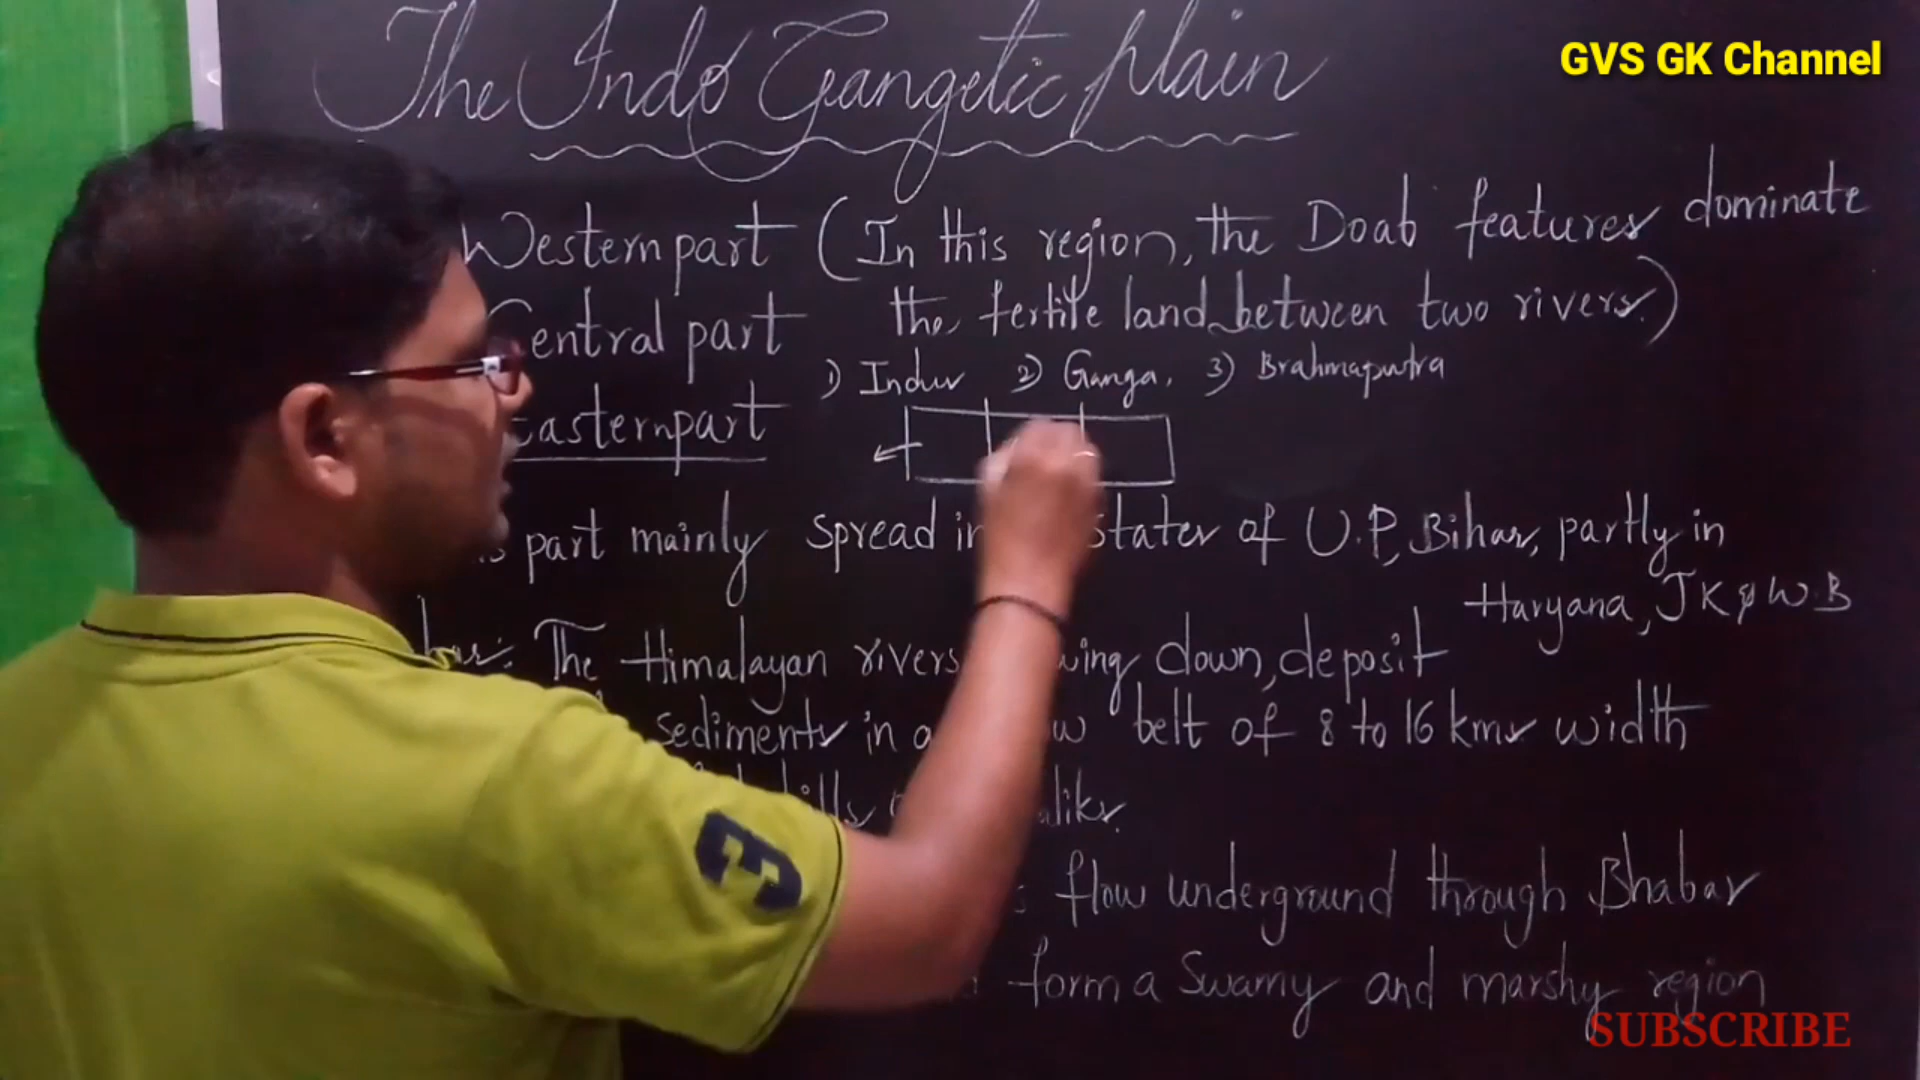 The Indo Gangetic plain
GVS GK Channel
Western part (In this region, the Doab features dominate
Central part the, fertile land between two rivers.)
1) Indus 2) Ganga, 3) Brahmaputra
Eastern part
part mainly spread in States of U.P, Bihar, partly in
Haryana, JK & W.B
The Himalayan rivers down, deposit
sediments in a belt of 8 to 16 kms width
flow underground through Bhabar
form a Swamy and marshy region
SUBSCRIBE